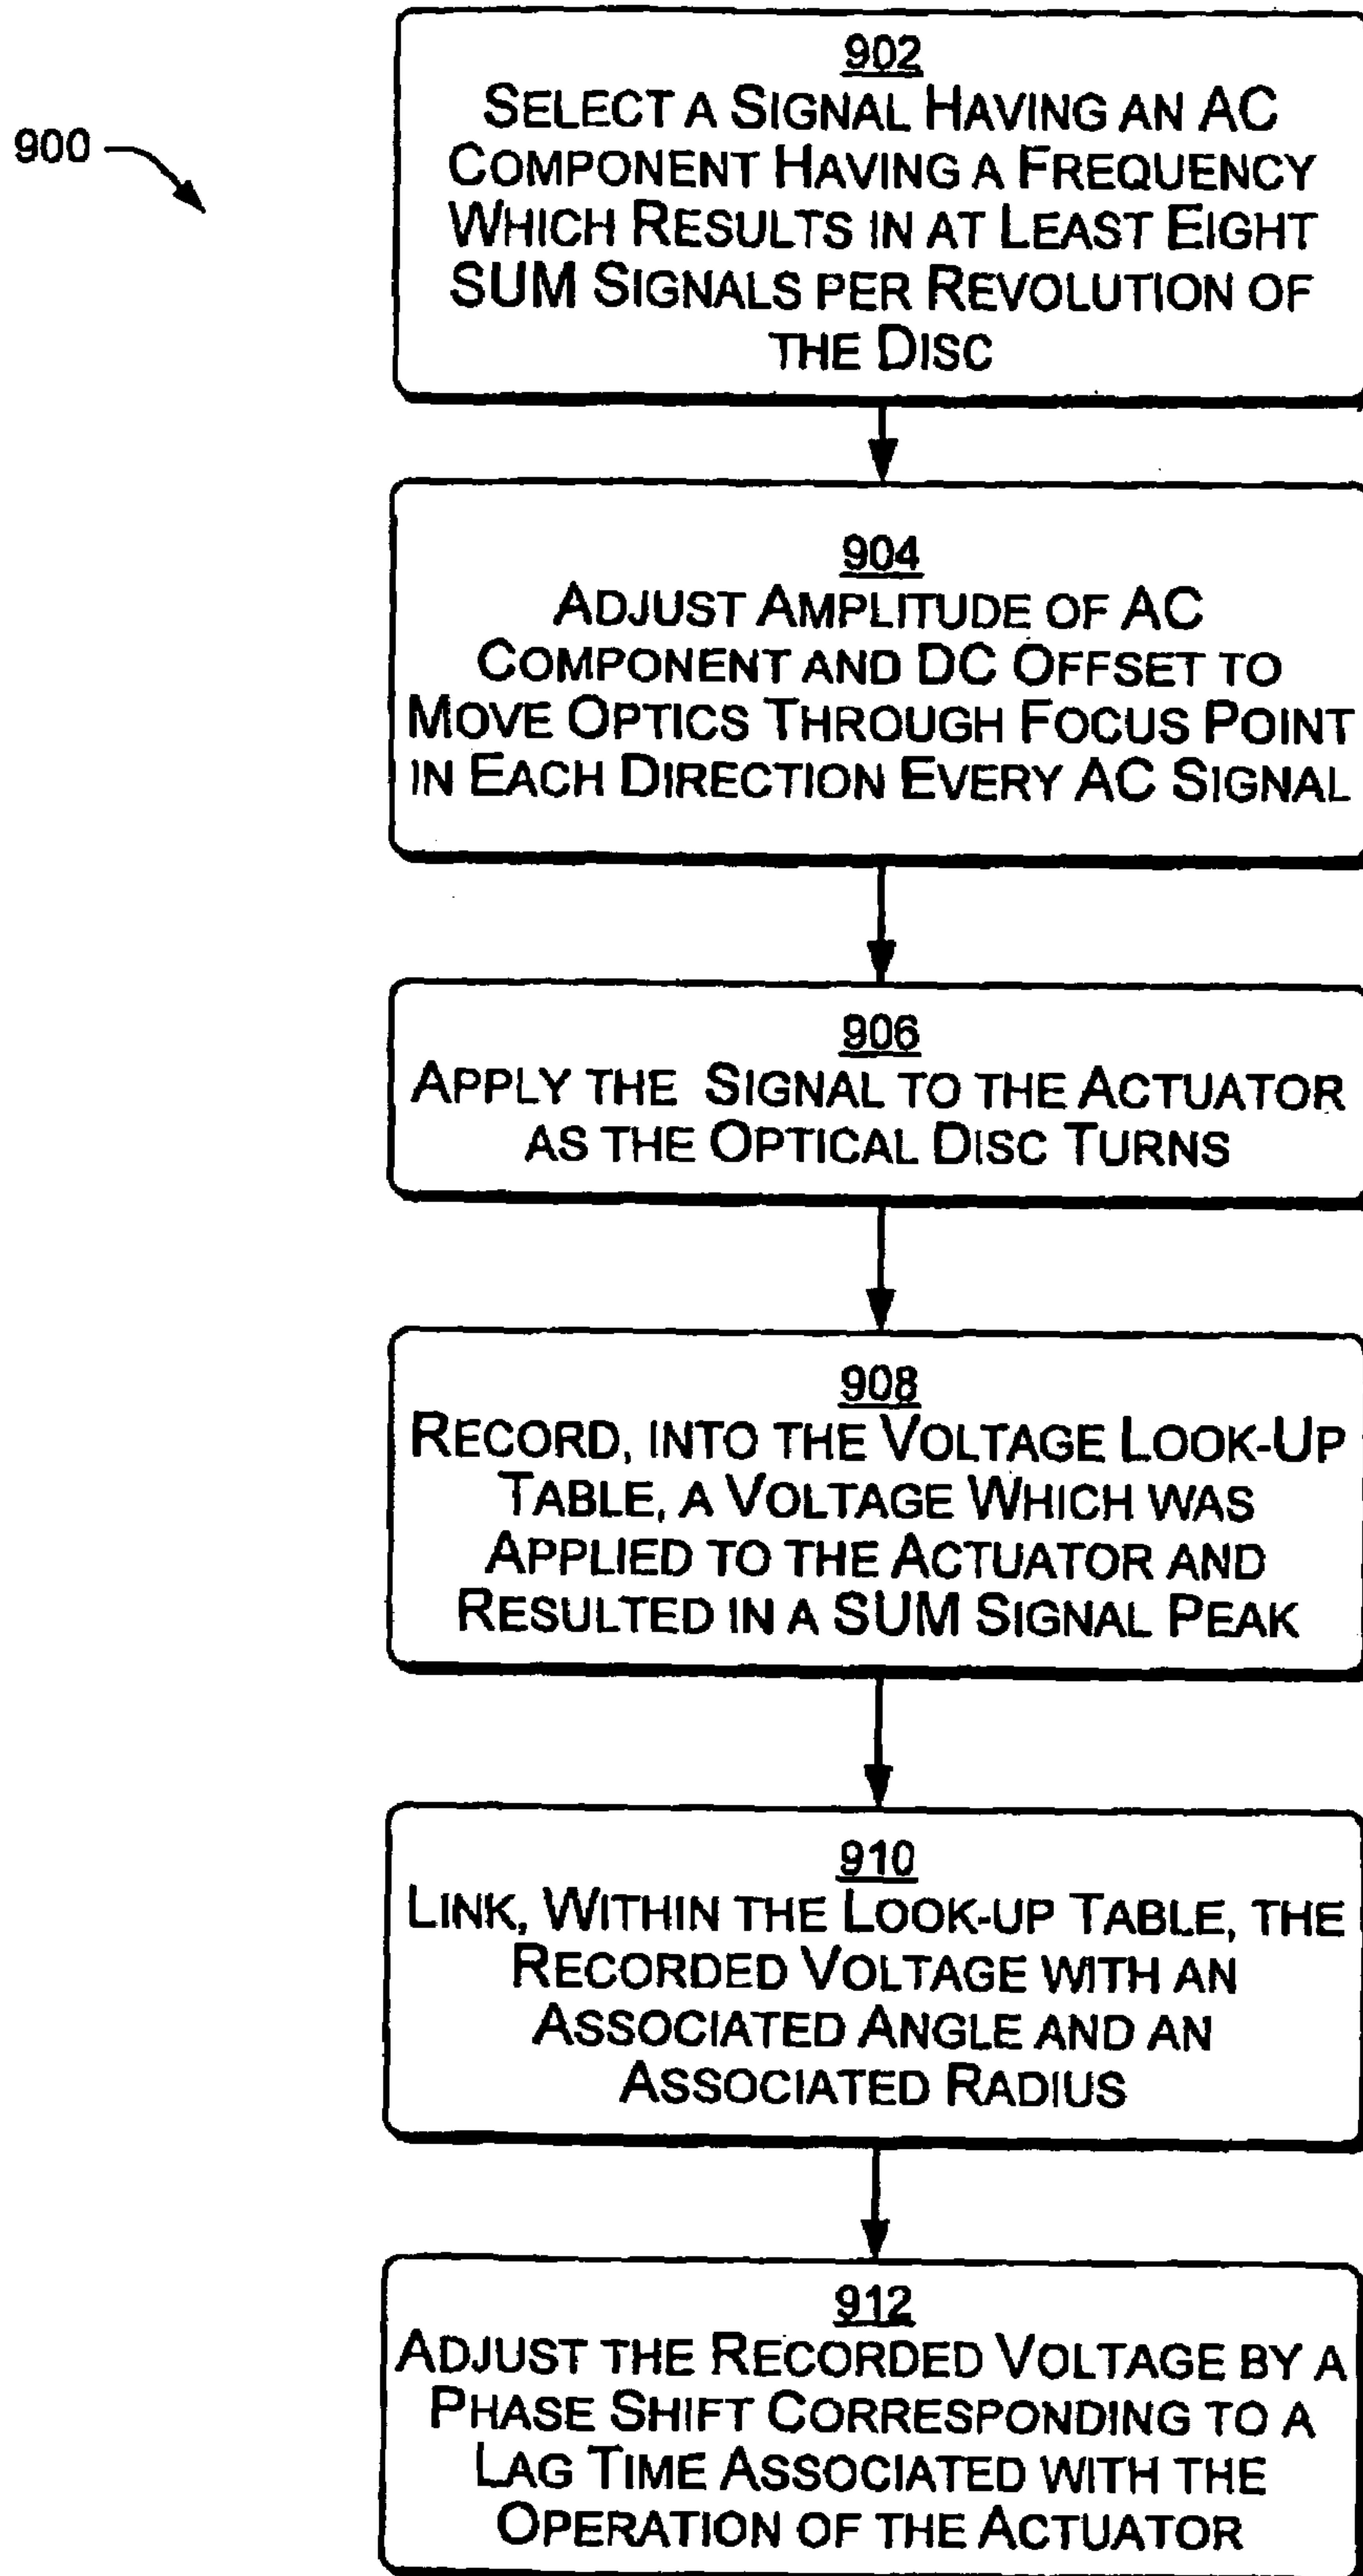 900
902
SELECT A SIGNAL HAVING AN AC
COMPONENT HAVING A FREQUENCY
WHICH RESULTS IN AT LEAST EIGHT
SUM SIGNALS PER REVOLUTION OF
THE DISC
904
ADJUST AMPLITUDE OF AC
COMPONENT AND DC OFFSET TO
MOVE OPTICS THROUGH FOCUS POINT
IN EACH DIRECTION EVERY AC SIGNAL
906
APPLY THE SIGNAL TO THE ACTUATOR
AS THE OPTICAL DISC TURNS
908
RECORD, INTO THE VOLTAGE LOOK-UP
TABLE, A VOLTAGE WHICH WAS
APPLIED TO THE ACTUATOR AND
RESULTED IN A SUM SIGNAL PEAK
910
LINK, WITHIN THE LOOK-UP TABLE, THE
RECORDED VOLTAGE WITH AN
ASSOCIATED ANGLE AND AN
ASSOCIATED RADIUS
912
ADJUST THE RECORDED VOLTAGE BY A
PHASE SHIFT CORRESPONDING TO A
LAG TIME ASSOCIATED WITH THE
OPERATION OF THE ACTUATOR